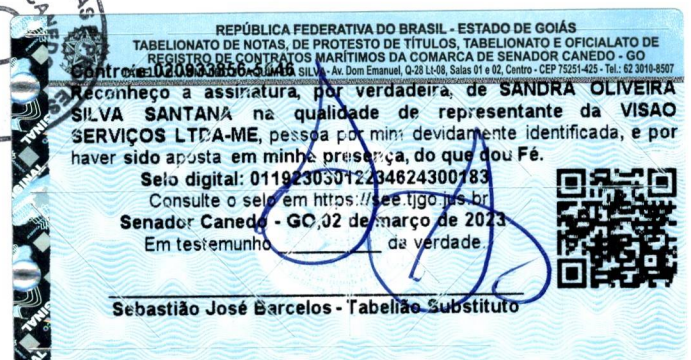 REPÚBLICA FEDERATIVA DO BRASIL - ESTADO DE GOIÁS
TABELIONATO DE NOTAS, DE PROTESTO DE TÍTULOS, TABELIONATO E OFICIALATO DE
REGISTRO DE CONTRATOS MARÍTIMOS DA COMARCA DE SENADOR CANEDO - GO
SILVA - Av. Dom Emanuel, Q-28 Lt-08, Salas 01 e 02, Centro - CEP 75251-425 - Tel.: 62 3010-8507
Controle: 020933856-5046
Reconheço a assinatura, por verdadeira, de SANDRA OLIVEIRA
SILVA SANTANA na qualidade de representante da VISAO
SERVIÇOS LTDA-ME, pessoa por mim devidamente identificada, e por
haver sido aposta em minha presença, do que dou Fé.
Selo digital: 01192303012234624300183
Consulte o selo em https://see.tjgo.jus.br
Senador Canedo - GO,02 de março de 2023
Em testemunho __________ da verdade.
Sebastião José Barcelos - Tabelião Substituto